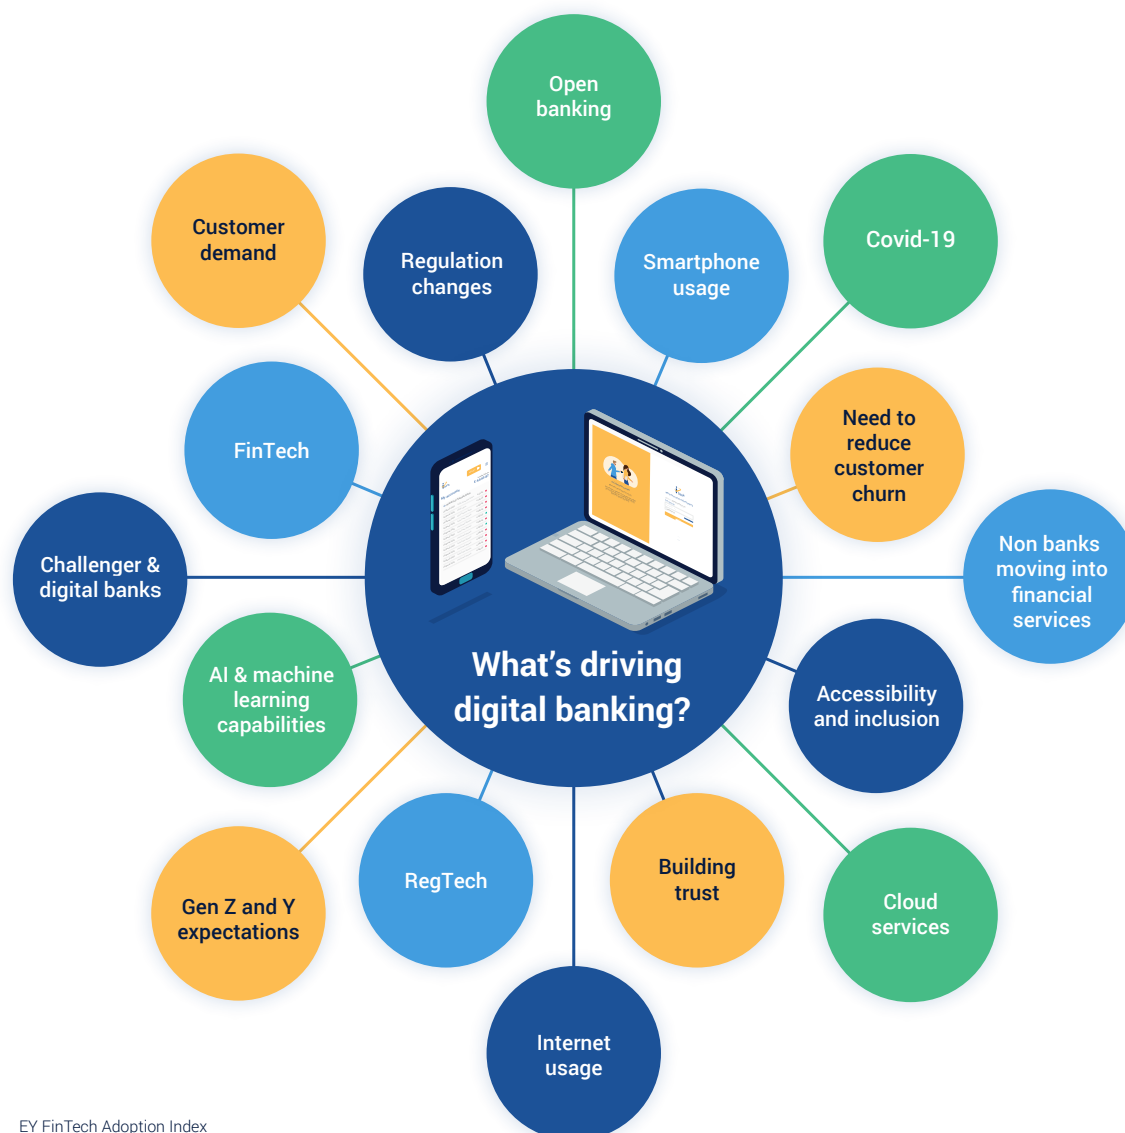 Open
banking
Customer
demand
Regulation
changes
Smartphone
usage
Covid-19
FinTech
Need to
reduce
customer
churn
Challenger &
digital banks
Non banks
moving into
financial
services
What’s driving
digital banking?
AI & machine
learning
capabilities
Accessibility
and inclusion
Gen Z and Y
expectations
RegTech
Building
trust
Cloud
services
Internet
usage
EY FinTech Adoption Index